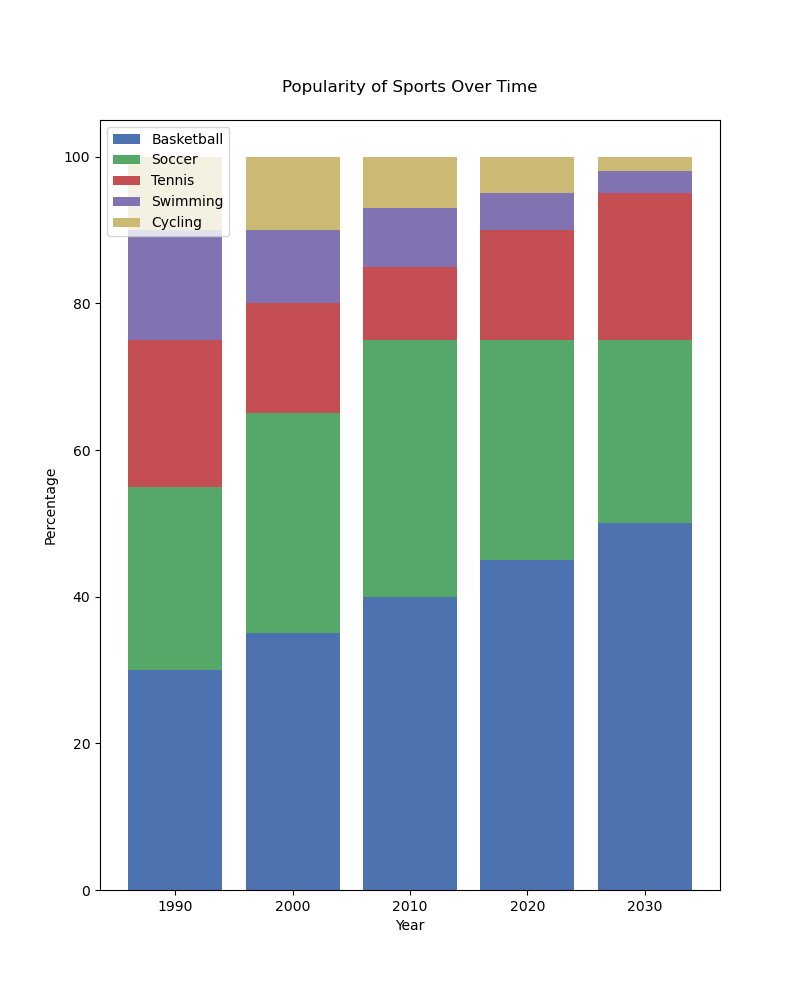 Popularity of Sports Over Time
Basketball
Soccer
Tennis
Swimming
Cycling
100
80
60
40
20
0
Percentage
1990 2000 2010 2020 2030
Year